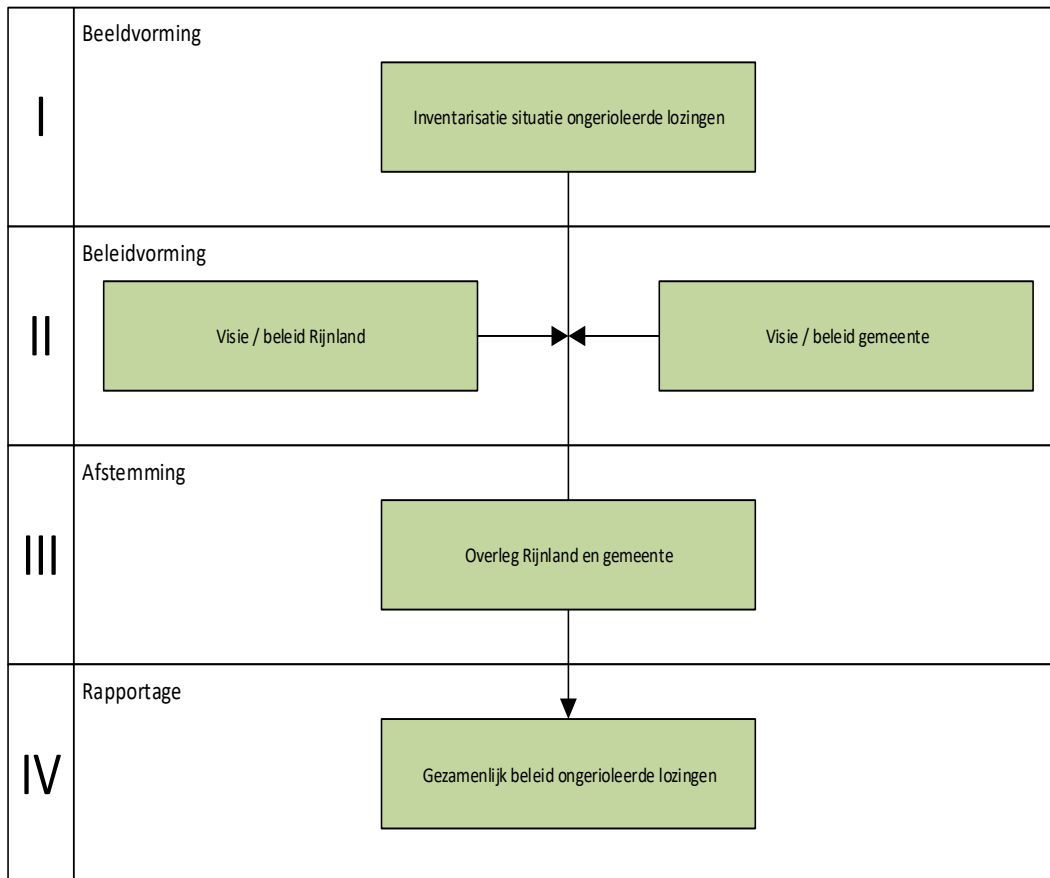 Beeldvorming
I
Inventarisatie situatie ongerioleerde lozingen
Beleidvorming
II
Visie / beleid Rijnland
Visie / beleid gemeente
Afstemming
III
Overleg Rijnland en gemeente
Rapportage
IV
Gezamenlijk beleid ongerioleerde lozingen